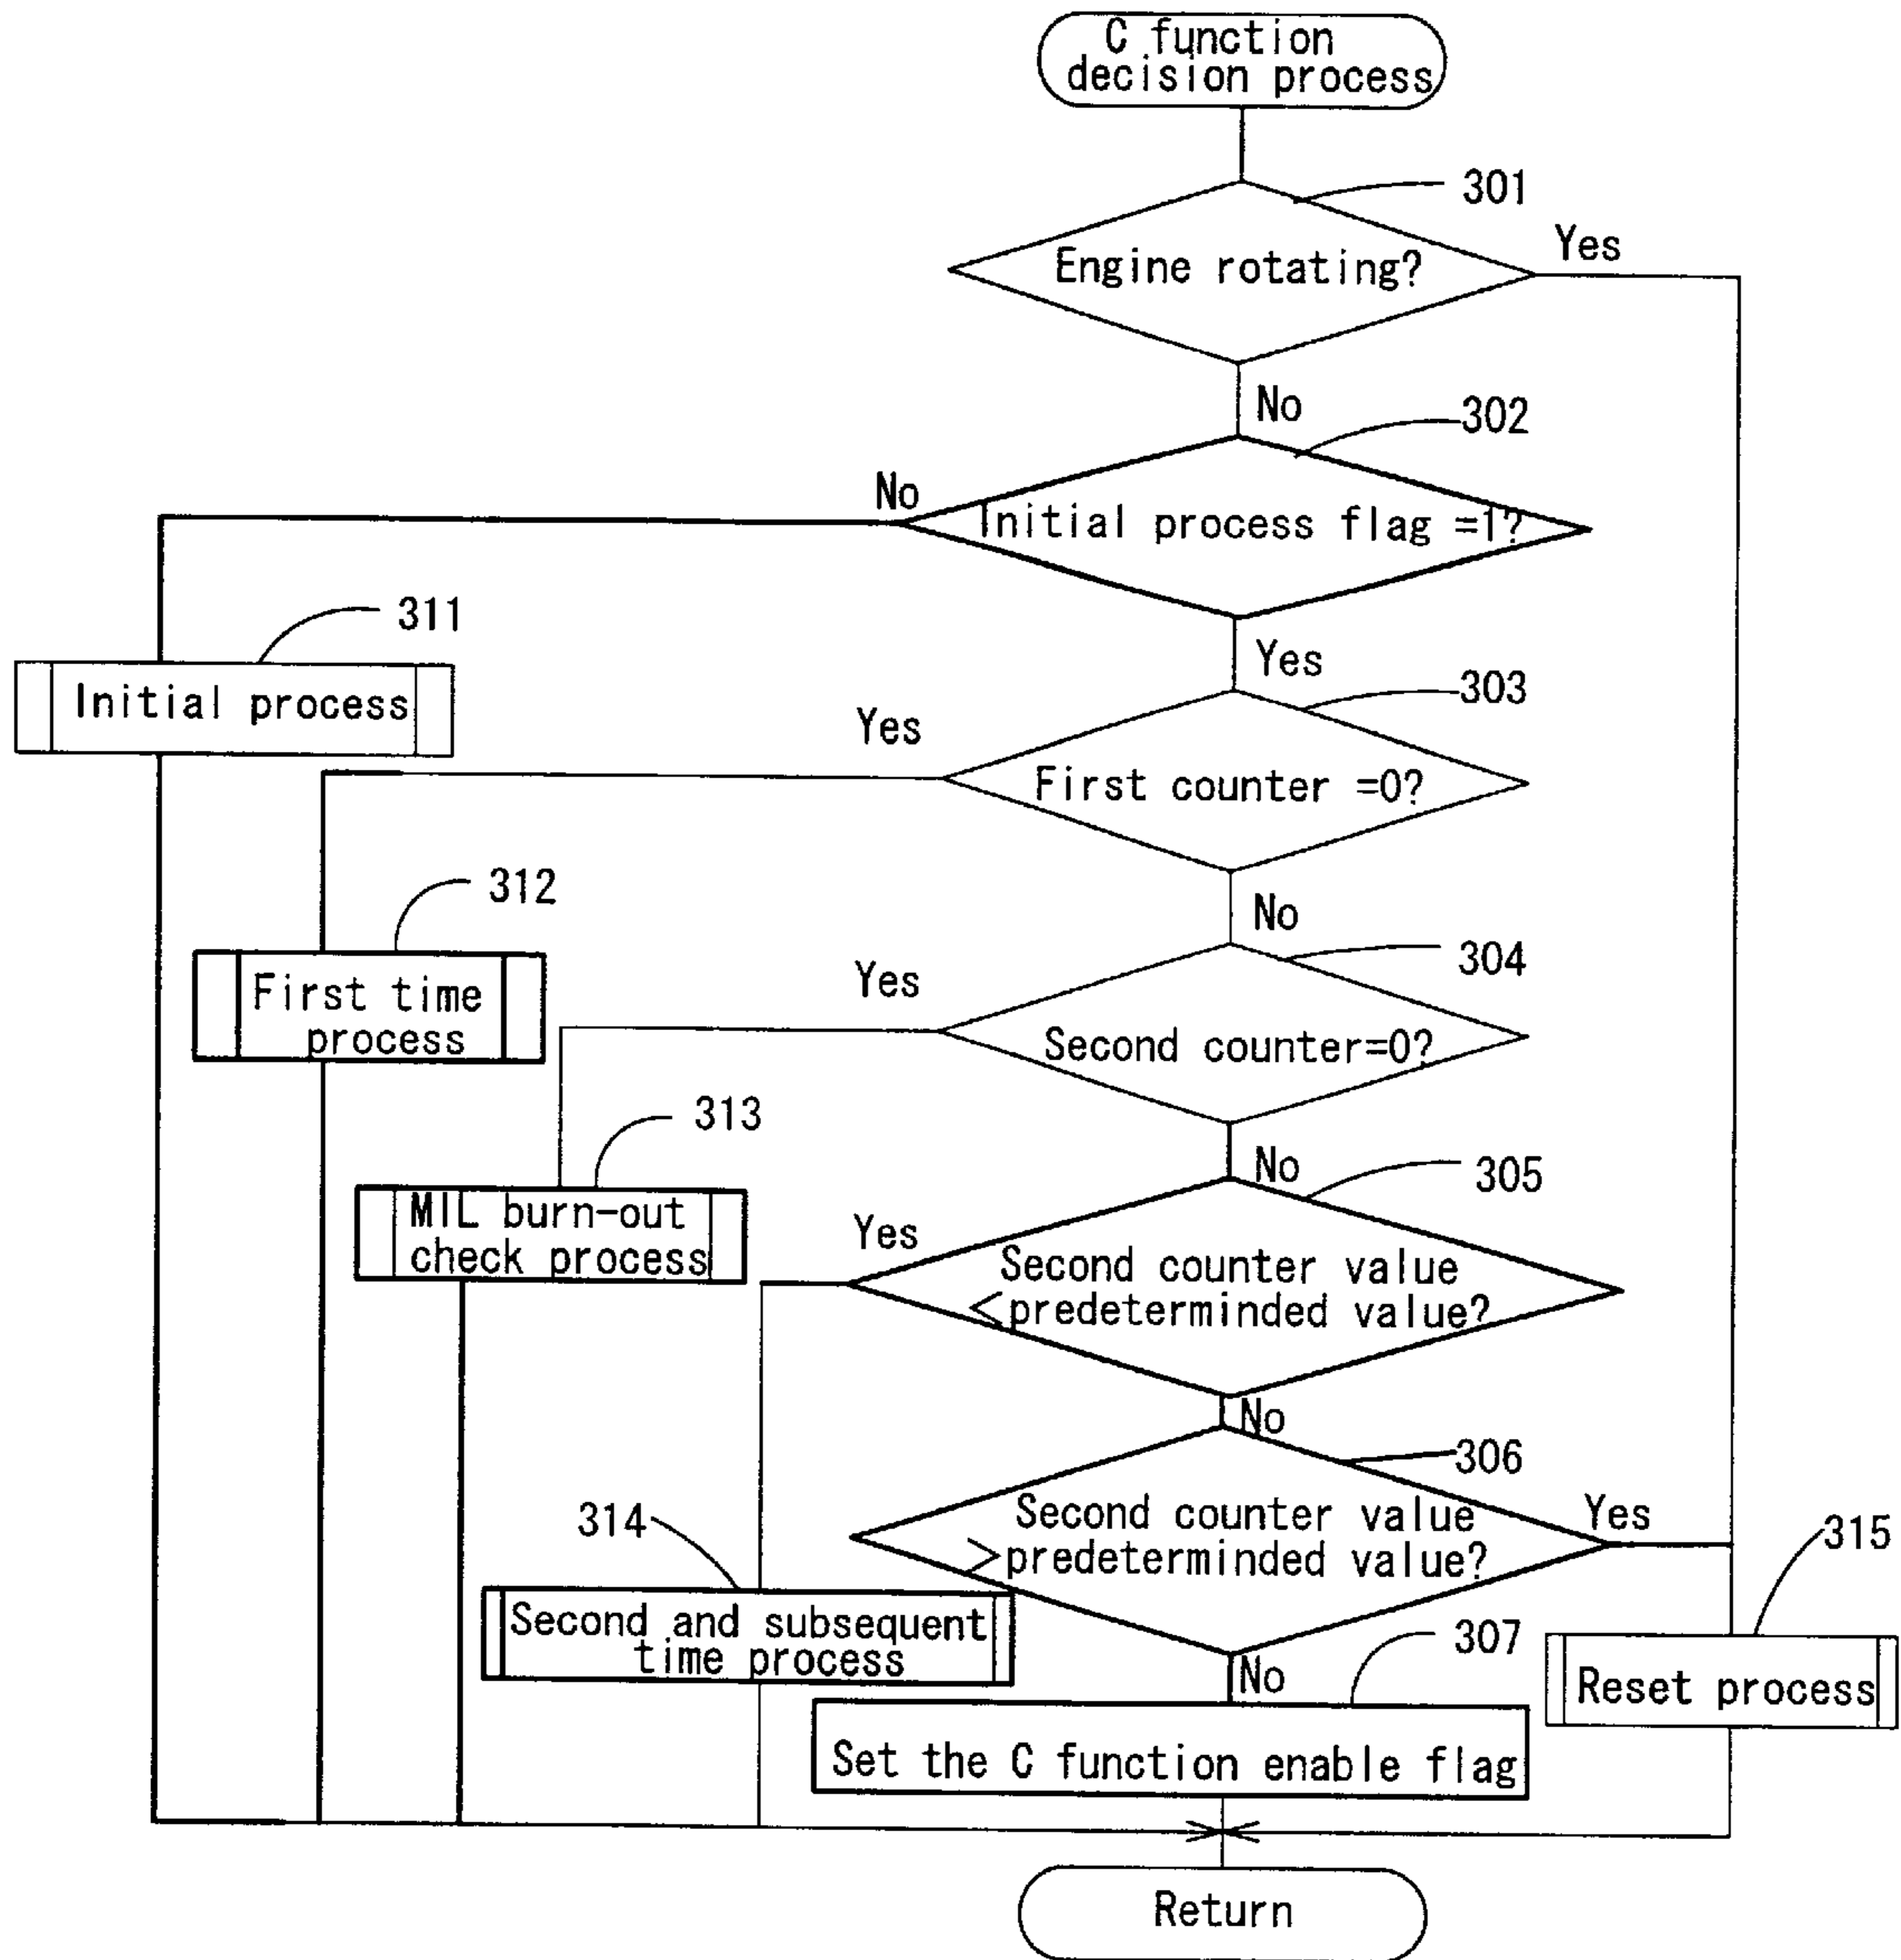 C function
decision process
301
Engine rotating?
Yes
No
302
No
Initial process flag =1?
311
Yes
Initial process
303
Yes
First counter =0?
312
No
First time
process
304
Yes
Second counter=0?
313
No
305
MIL burn-out
check process
Yes
Second counter value
<predeterminded value?
No
306
314
Second counter value
>predeterminded value?
Yes
315
Second and subsequent
time process
307
No
Reset process
Set the C function enable flag
Return